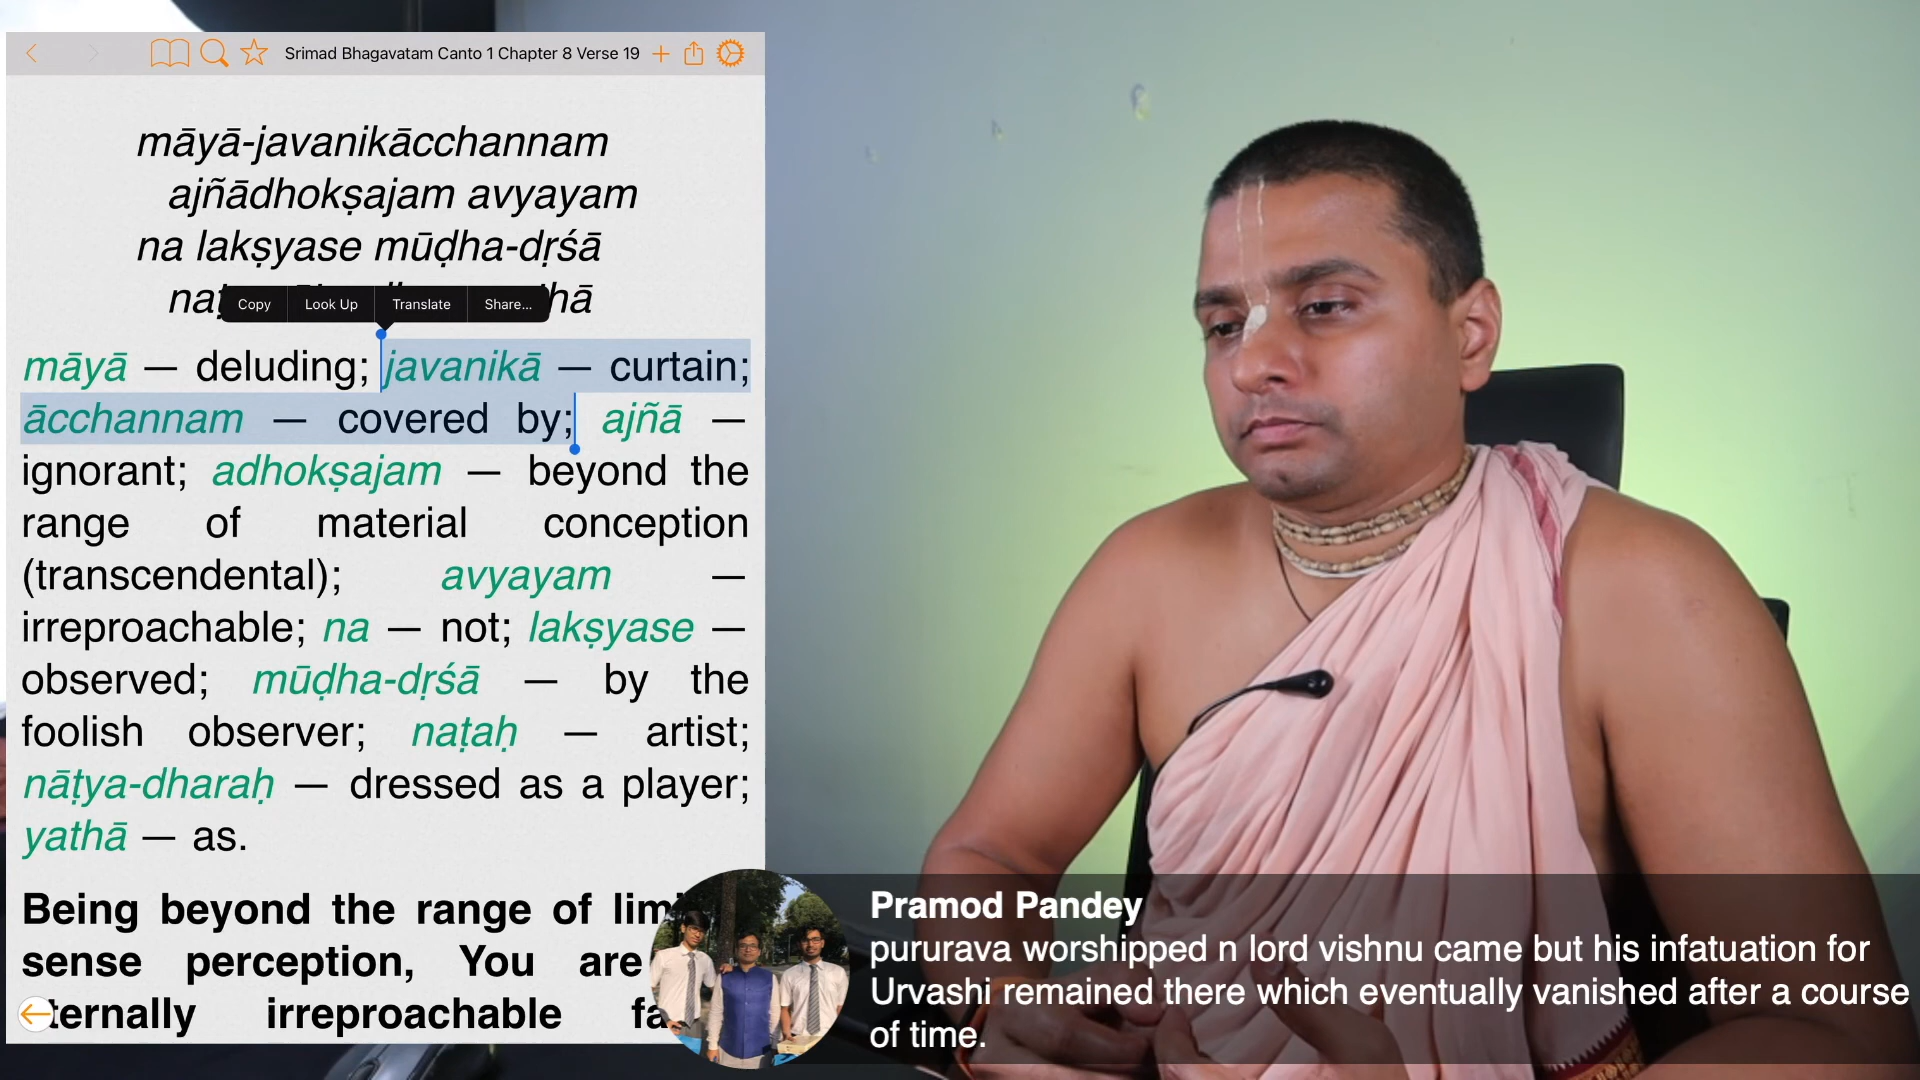 Srimad Bhagavatam Canto 1 Chapter 8 Verse 19
māyā-javanikācchannam
ajñādhokṣajam avyayam
na lakṣyase mūḍha-dṛśā
hā
Copy Look Up Translate Share...
māyā — deluding; javanikā — curtain;
ācchannam — covered by; ajñā —
ignorant; adhokṣajam — beyond the
range of material conception
(transcendental); avyayam —
irreproachable; na — not; lakṣyase —
observed; mūḍha-dṛśā — by the
foolish observer; naṭaḥ — artist;
nāṭya-dharaḥ — dressed as a player;
yathā — as.
Being beyond the range of
sense perception, You are
irreproachable
Pramod Pandey
pururava worshipped n lord vishnu came but his infatuation for
Urvashi remained there which eventually vanished after a course
of time.